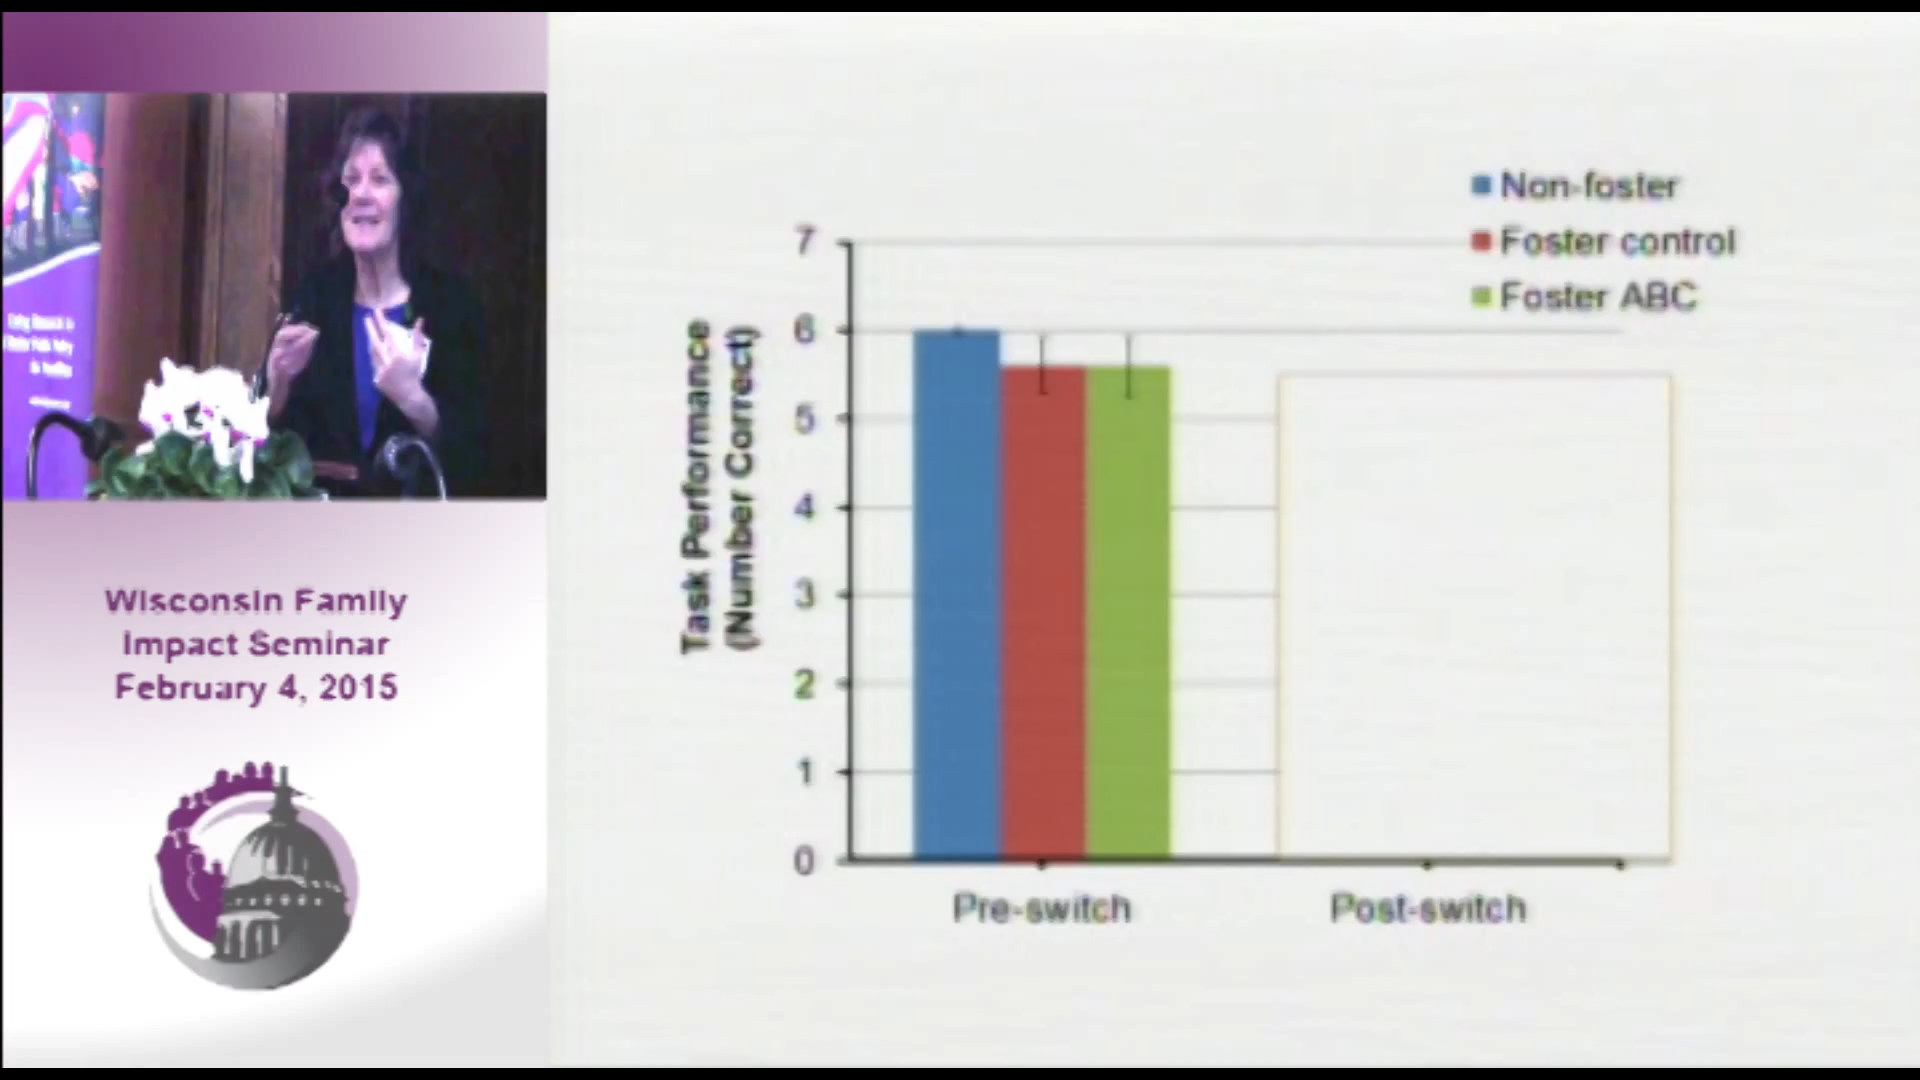 Wisconsin Family
Impact Seminar
February 4, 2015
Non-foster
Foster control
Foster ABC
Task Performance
(Number Correct)
7
6
5
4
3
2
1
0
Pre-switch
Post-switch